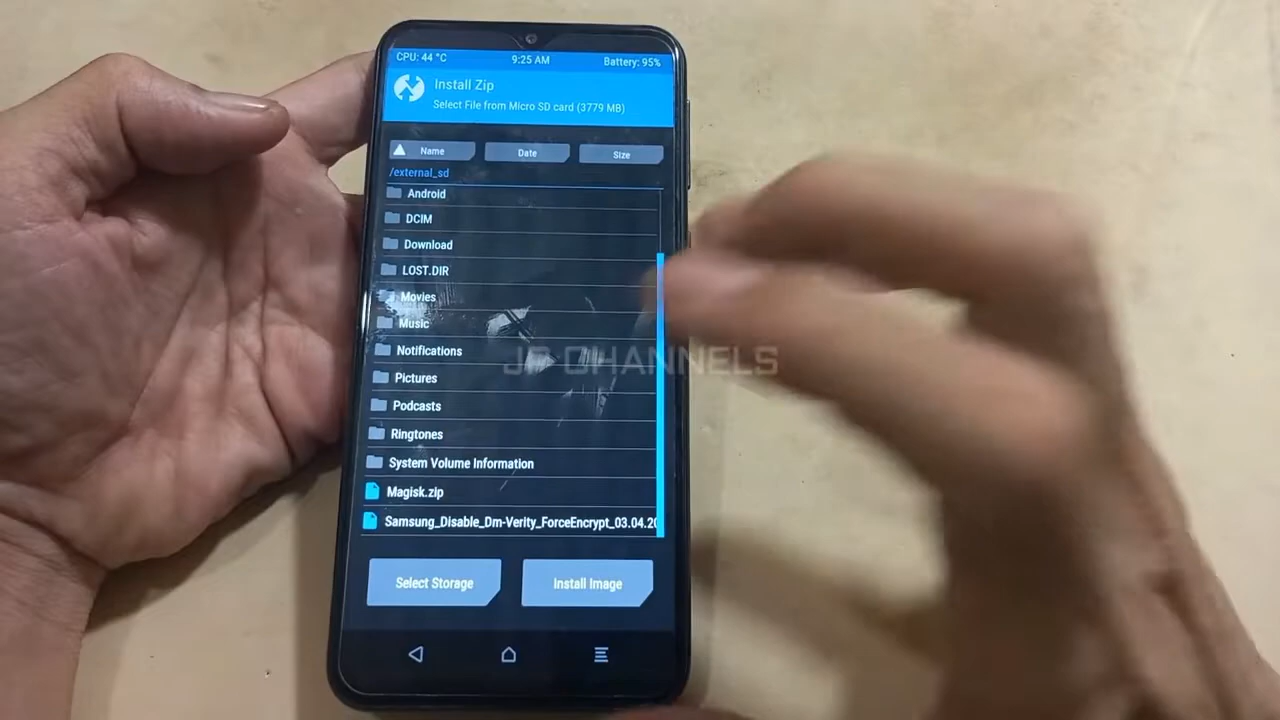 CPU: 44 °C 9:25 AM Battery: 95%
Install Zip
Select File from Micro SD card (3779 MB)
Name Date Size
/external_sd
Android
DCIM
Download
LOST.DIR
Movies
Music
Notifications
Pictures
Podcasts
Ringtones
System Volume Information
Magisk.zip
Samsung_Disable_Dm-Verity_ForceEncrypt_03.04.20
Select Storage Install Image
JP CHANNELS